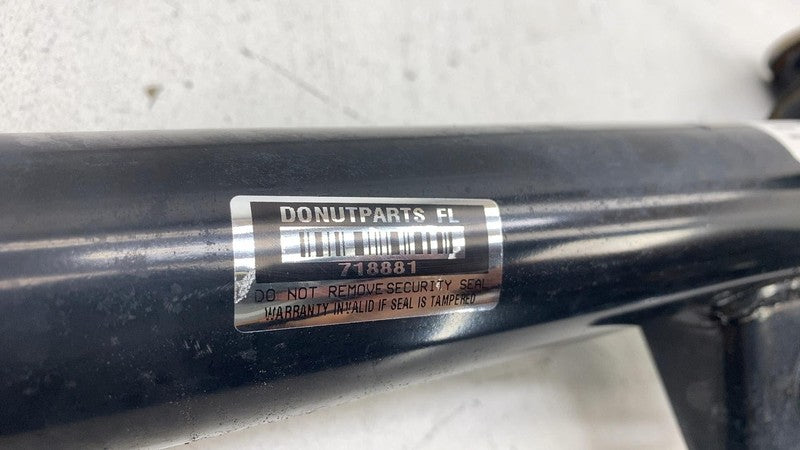 DONUTPARTS FL
718881
DO NOT REMOVE SECURITY SEAL
WARRANTY INVALID IF SEAL IS TAMPERED